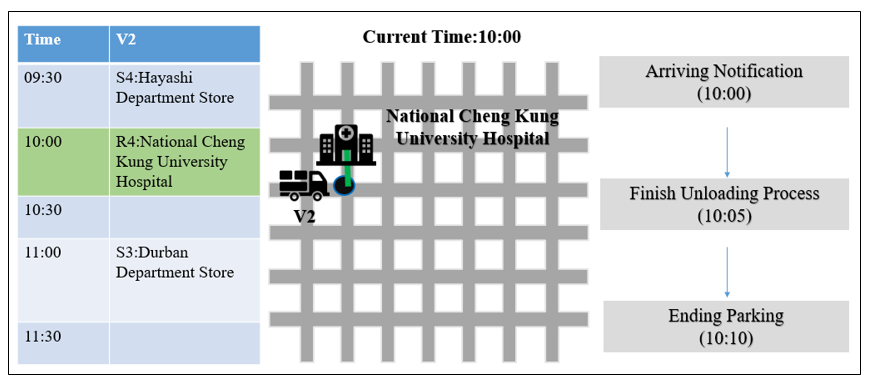 Time V2
09:30 S4:Hayashi
Department Store
10:00 R4:National Cheng
Kung University
Hospital
10:30
11:00 S3:Durban
Department Store
11:30
Current Time:10:00
National Cheng Kung
University Hospital
V2
Arriving Notification
(10:00)
Finish Unloading Process
(10:05)
Ending Parking
(10:10)